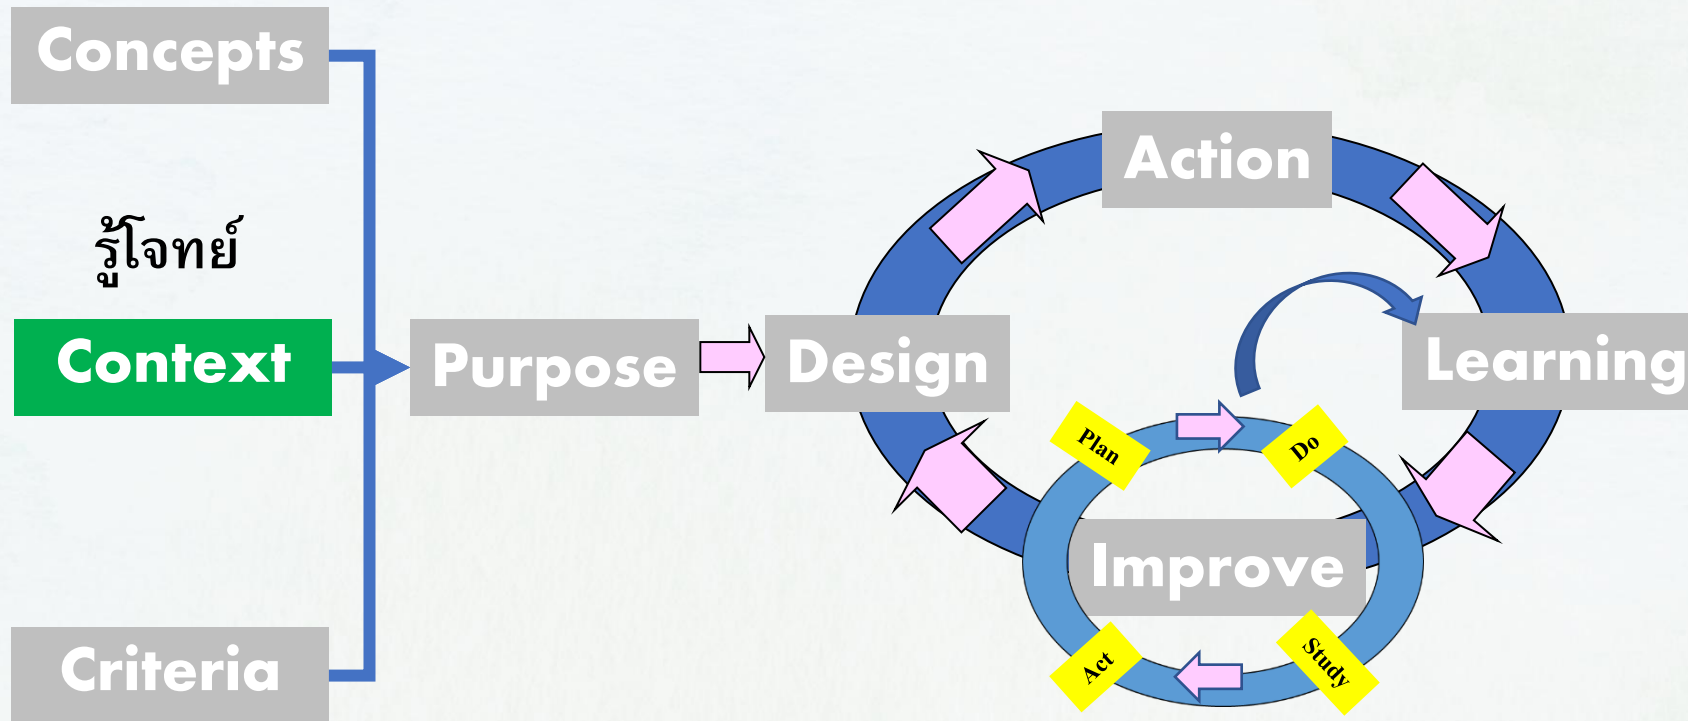 Concepts
รู้โจทย์
Context
Criteria
Purpose
Design
Action
Learning
Improve
Plan
Do
Study
Act